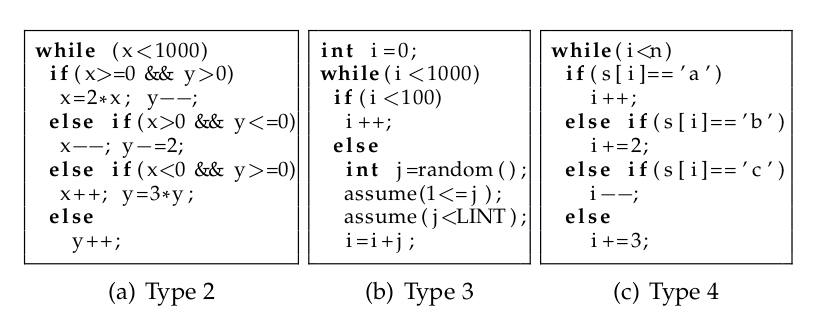 while (x<1000)
if(x>=0 && y>0)
x=2*x; y--;
else if(x>0 && y<=0)
x--; y-=2;
else if(x<0 && y>=0)
x++; y=3*y;
else
y++;
(a) Type 2
int i=0;
while(i<1000)
if(i<100)
i++;
else
int j=random();
assume(1<=j);
assume(j<LINT);
i=i+j;
(b) Type 3
while(i<n)
if(s[i]=='a')
i++;
else if(s[i]=='b')
i+=2;
else if(s[i]=='c')
i--;
else
i+=3;
(c) Type 4